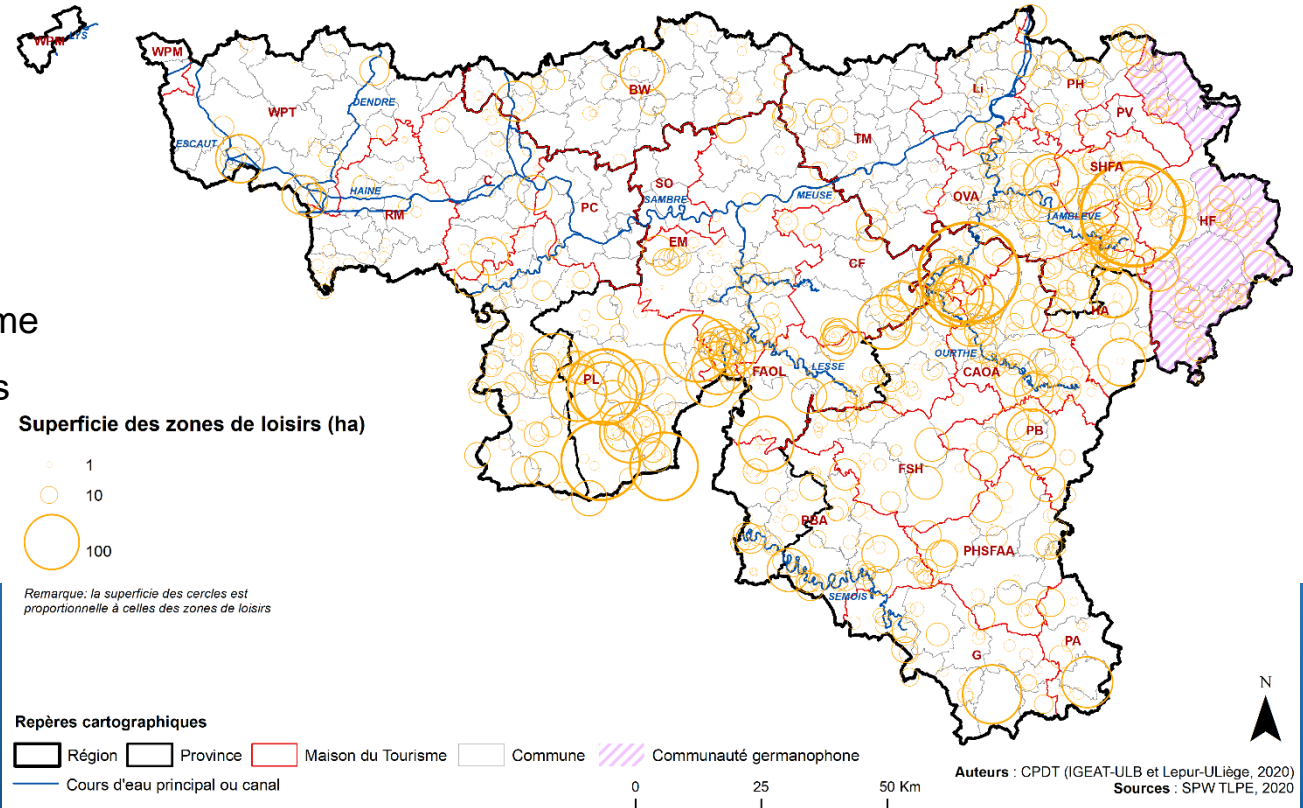 WPM
LYS
WPM
WPT
DENDRE
ESCAUT
HAINE
RM
C
BW
PC
SO
SAMBRE
EM
MEUSE
TM
Li
PH
PV
SHFA
OVA
AMBLEVE
HF
CF
HA
OURTHE
CAOA
PL
FAOL
LESSE
PB
FSH
PBA
PHSFAA
SEMOIS
G
PA
me
s
Superficie des zones de loisirs (ha)
1
10
100
Remarque: la superficie des cercles est
proportionnelle à celles des zones de loisirs
Repères cartographiques
Région Province Maison du Tourisme Commune Communauté germanophone
Cours d'eau principal ou canal
0 25 50 Km
N
Auteurs : CPDT (IGEAT-ULB et Lepur-ULiège, 2020)
Sources : SPW TLPE, 2020